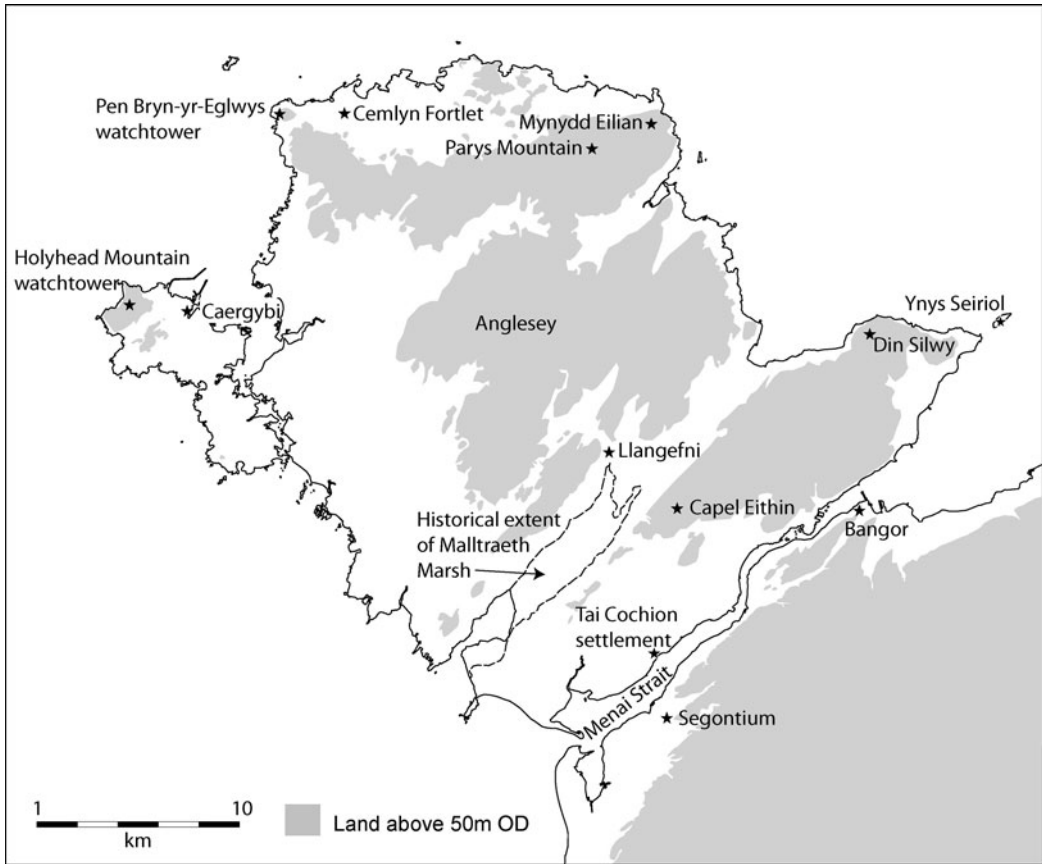 Pen Bryn-yr-Eglwys
watchtower
Cemlyn Fortlet
Mynydd Eilian
Parys Mountain
Holyhead Mountain
watchtower
Caergybi
Anglesey
Ynys Seiriol
Din Silwy
Llangefni
Capel Eithin
Bangor
Historical extent
of Malltraeth
Marsh
Tai Cochion
settlement
Menai Strait
Segontium
1 10
km
Land above 50m OD